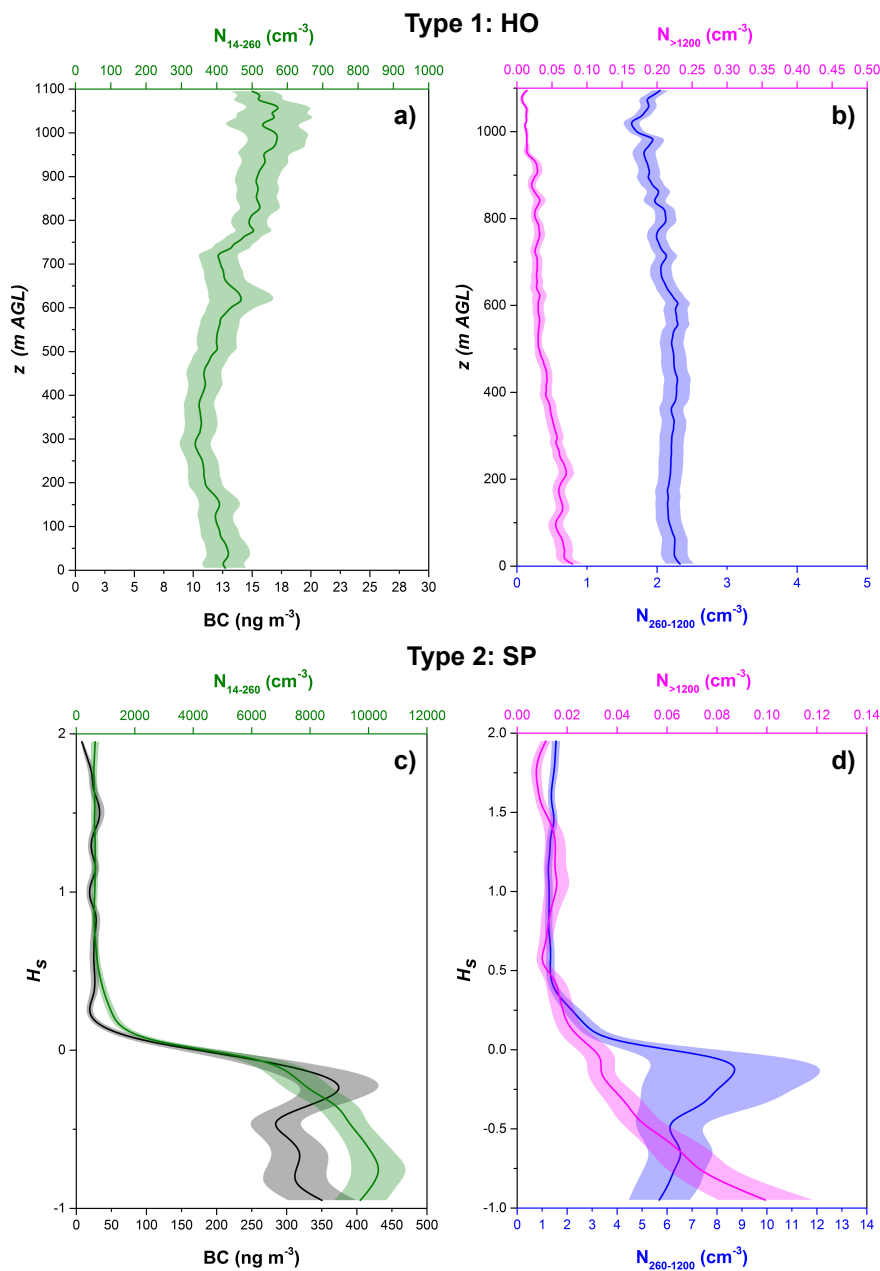 Type 1: HO
N14-260 (cm-3)
0 100 200 300 400 500 600 700 800 900 1000
N>1200 (cm-3)
0.00 0.05 0.10 0.15 0.20 0.25 0.30 0.35 0.40 0.45 0.50
a)
1100
1000
900
800
700
600
500
400
300
200
100
0
z (m AGL)
0 3 5 8 10 13 15 17 20 23 25 27 30
BC (ng m-3)
b)
1000
800
600
400
200
0
z (m AGL)
0 1 2 3 4 5
N260-1200 (cm-3)
Type 2: SP
N14-260 (cm-3)
0 2000 4000 6000 8000 10000 12000
N>1200 (cm-3)
0.00 0.02 0.04 0.06 0.08 0.10 0.12 0.14
c)
2
1
0
-1
HS
0 50 100 150 200 250 300 350 400 450 500
BC (ng m-3)
d)
2.0
1.5
1.0
0.5
0.0
-0.5
-1.0
HS
0 1 2 3 4 5 6 7 8 9 10 11 12 13 14
N260-1200 (cm-3)